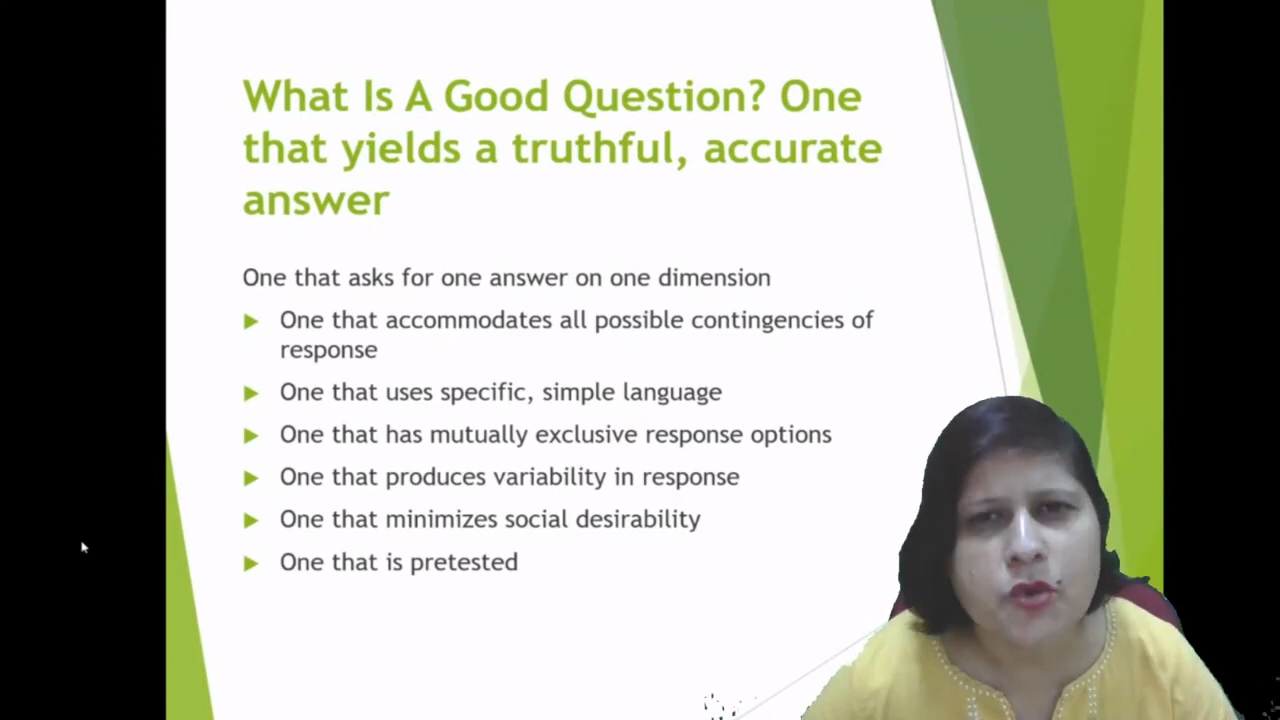 What Is A Good Question? One
that yields a truthful, accurate
answer
One that asks for one answer on one dimension
One that accommodates all possible contingencies of
response
One that uses specific, simple language
One that has mutually exclusive response options
One that produces variability in response
One that minimizes social desirability
One that is pretested